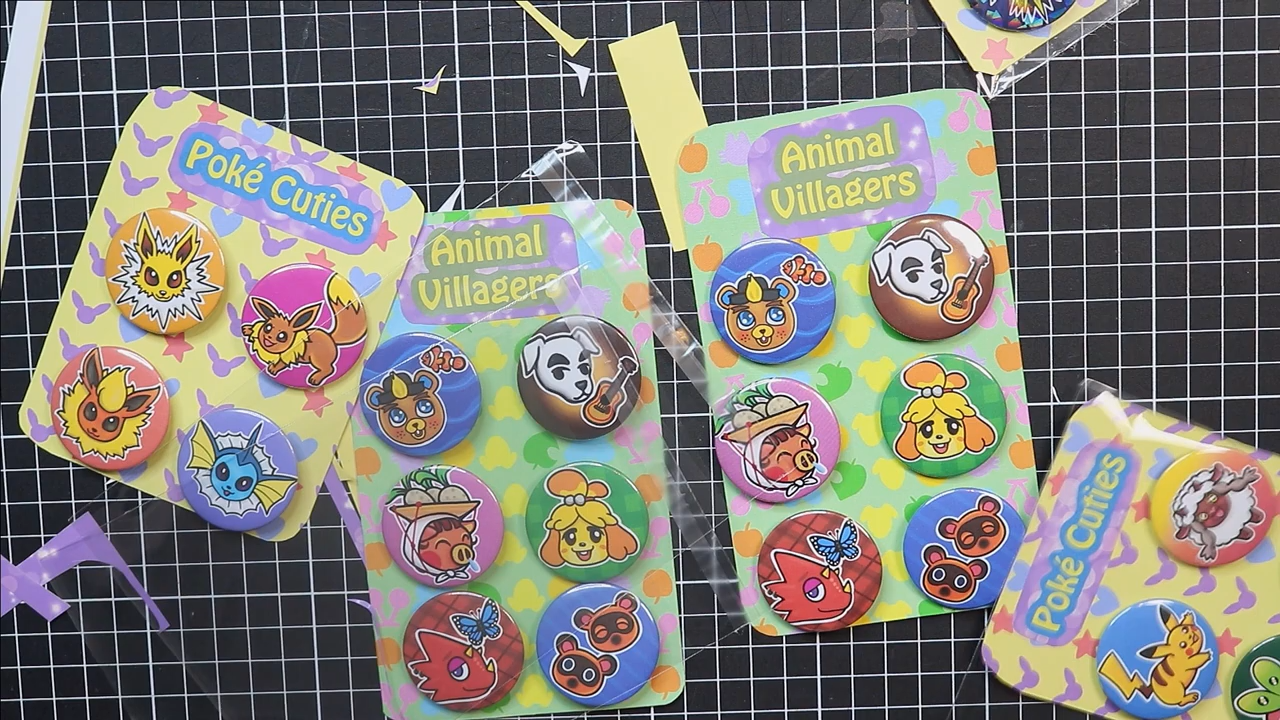 Poké Cuties
Animal
Villagers
Animal
Villagers
Poké Cuties